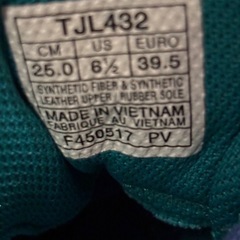 TJL432
CM US EURO
25.0 6½ 39.5
SYNTHETIC FIBER & SYNTHETIC
LEATHER UPPER / RUBBER SOLE
MADE IN VIETNAM
FABRIQUE AU VIETNAM
F450517 PV